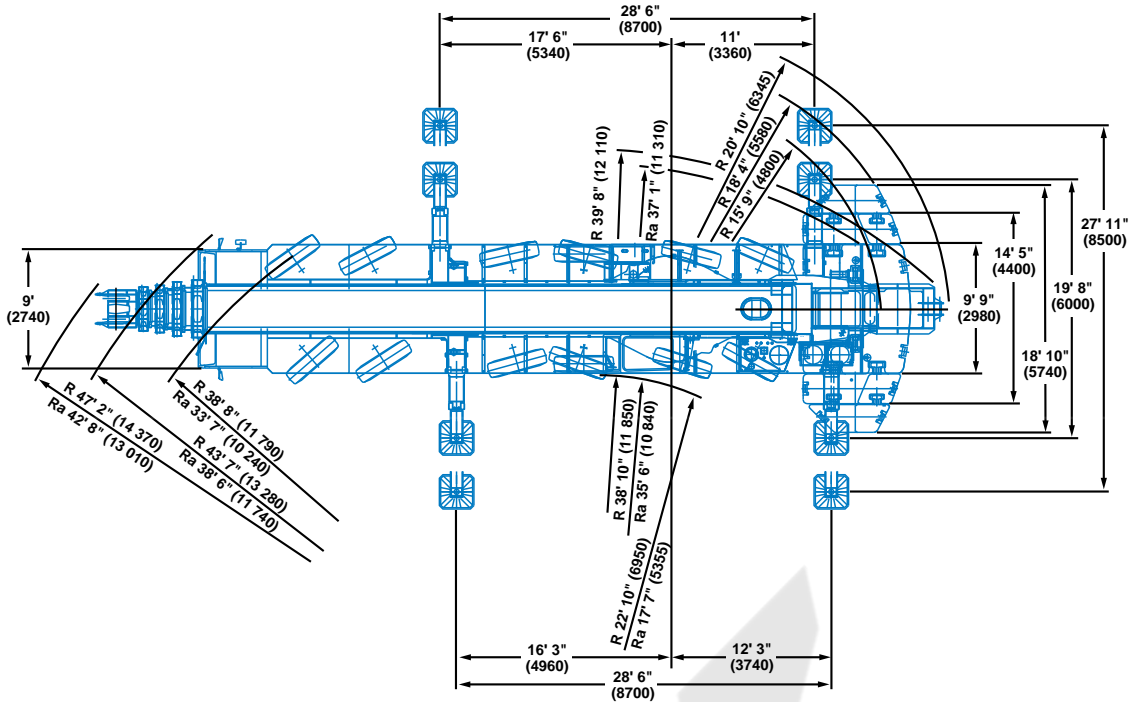 28' 6"
(8700)
17' 6"
(5340)
11'
(3360)
R 20' 10" (6345)
R 18' 4" (5580)
R 15' 9" (4800)
R 39' 8" (12 110)
Ra 37' 1" (11 310)
9'
(2740)
27' 11"
(8500)
14' 5"
(4400)
19' 8"
(6000)
9' 9"
(2980)
18' 10"
(5740)
R 47' 2" (14 370)
Ra 42' 8" (13 010)
R 38' 8" (11 790)
Ra 33' 7" (10 240)
R 43' 7" (13 280)
Ra 38' 6" (11 740)
R 38' 10" (11 850)
Ra 35' 6" (10 840)
R 22' 10" (6950)
Ra 17' 7" (5355)
16' 3"
(4960)
12' 3"
(3740)
28' 6"
(8700)